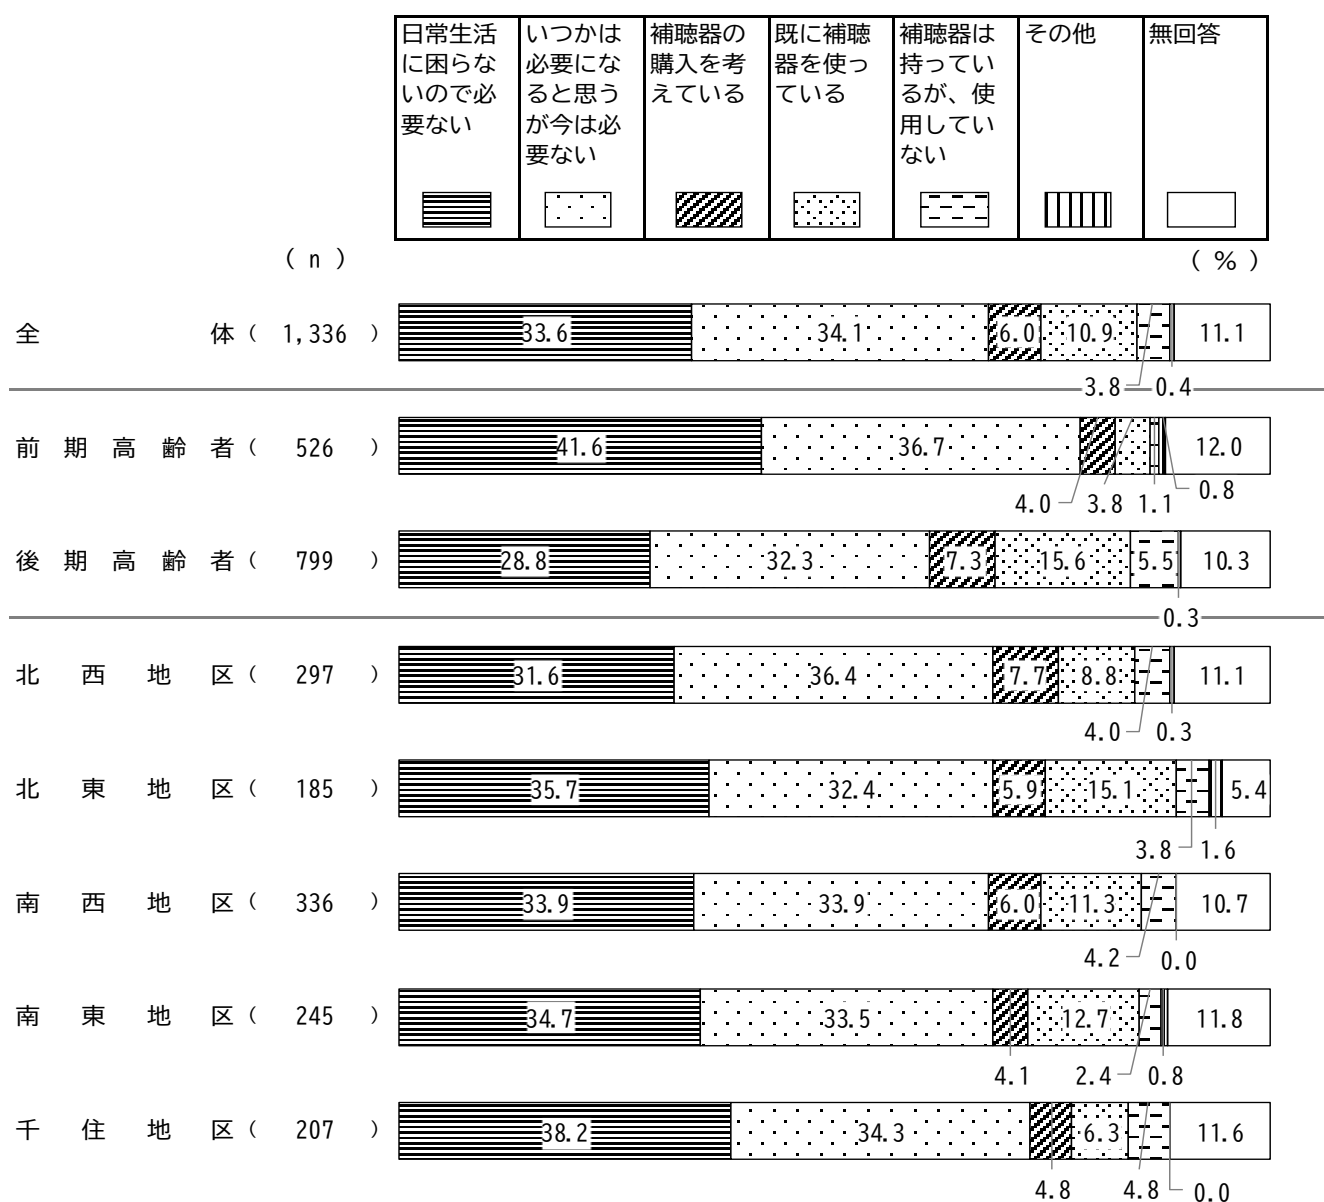 日常生活
に困らな
いので必
要ない
いつかは
必要にな
ると思う
が今は必
要ない
補聴器の
購入を考
えている
既に補聴
器を使っ
ている
補聴器は
持ってい
るが、使
用してい
ない
その他
無回答
（ n ） （ % ）
全体（ 1,336 ） 33.6 34.1 6.0 10.9 11.1
3.8 0.4
前期高齢者（ 526 ） 41.6 36.7 12.0
4.0 3.8 1.1 0.8
後期高齢者（ 799 ） 28.8 32.3 7.3 15.6 5.5 10.3
0.3
北西地区（ 297 ） 31.6 36.4 7.7 8.8 11.1
4.0 0.3
北東地区（ 185 ） 35.7 32.4 5.9 15.1 5.4
3.8 1.6
南西地区（ 336 ） 33.9 33.9 6.0 11.3 10.7
4.2 0.0
南東地区（ 245 ） 34.7 33.5 12.7 11.8
4.1 2.4 0.8
千住地区（ 207 ） 38.2 34.3 6.3 11.6
4.8 4.8 0.0